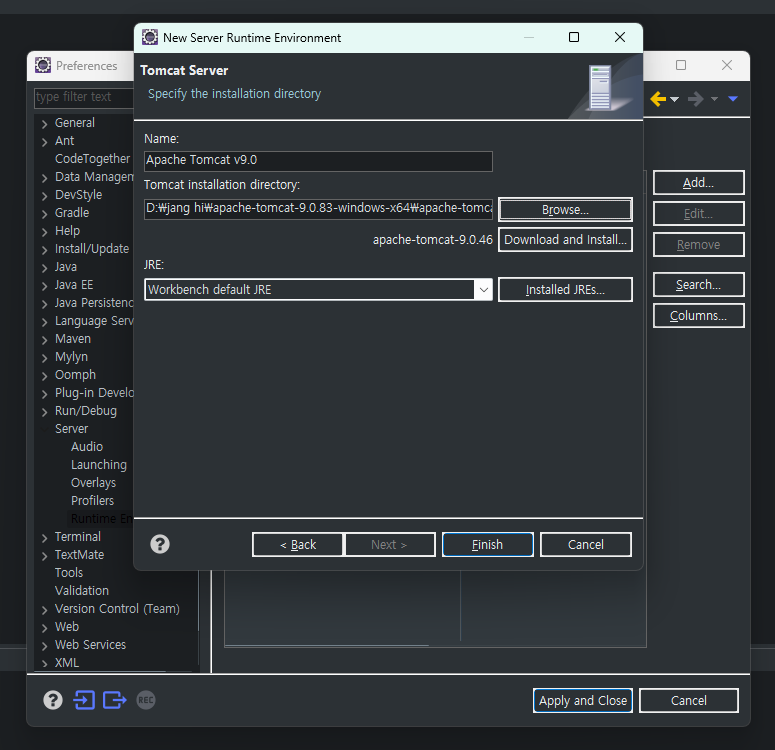 New Server Runtime Environment
Tomcat Server
Specify the installation directory
Name:
Apache Tomcat v9.0
Tomcat installation directory:
D:₩jang hi₩apache-tomcat-9.0.83-windows-x64₩apache-tomca
Browse...
apache-tomcat-9.0.46
Download and Install...
JRE:
Workbench default JRE
Installed JREs...
< Back
Next >
Finish
Cancel
Preferences
type filter text
General
Ant
CodeTogether
Data Managem
DevStyle
Gradle
Help
Install/Update
Java
Java EE
Java Persistenc
Language Serv
Maven
Mylyn
Oomph
Plug-in Develo
Run/Debug
Server
Audio
Launching
Overlays
Profilers
Runtime En
Terminal
TextMate
Tools
Validation
Version Control (Team)
Web
Web Services
XML
Add...
Edit...
Remove
Search...
Columns...
REC
Apply and Close
Cancel